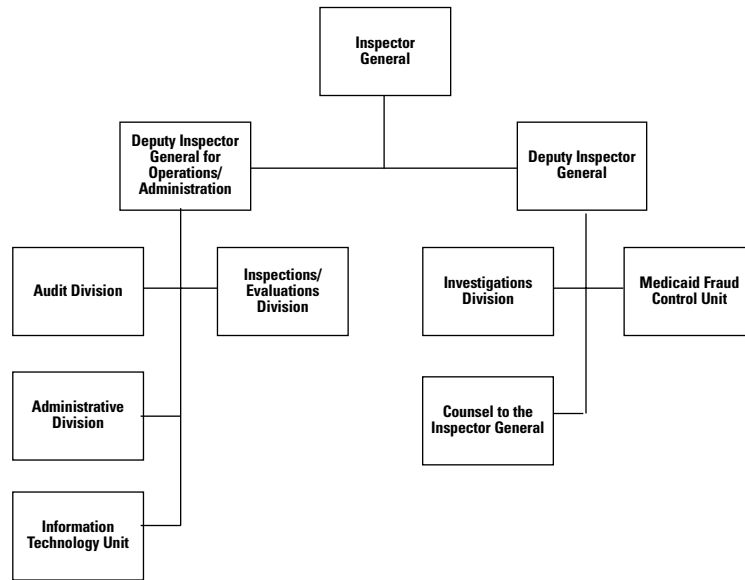 Inspector
General
Deputy Inspector
General for
Operations/
Administration
Deputy Inspector
General
Audit Division
Inspections/
Evaluations
Division
Investigations
Division
Medicaid Fraud
Control Unit
Administrative
Division
Counsel to the
Inspector General
Information
Technology Unit